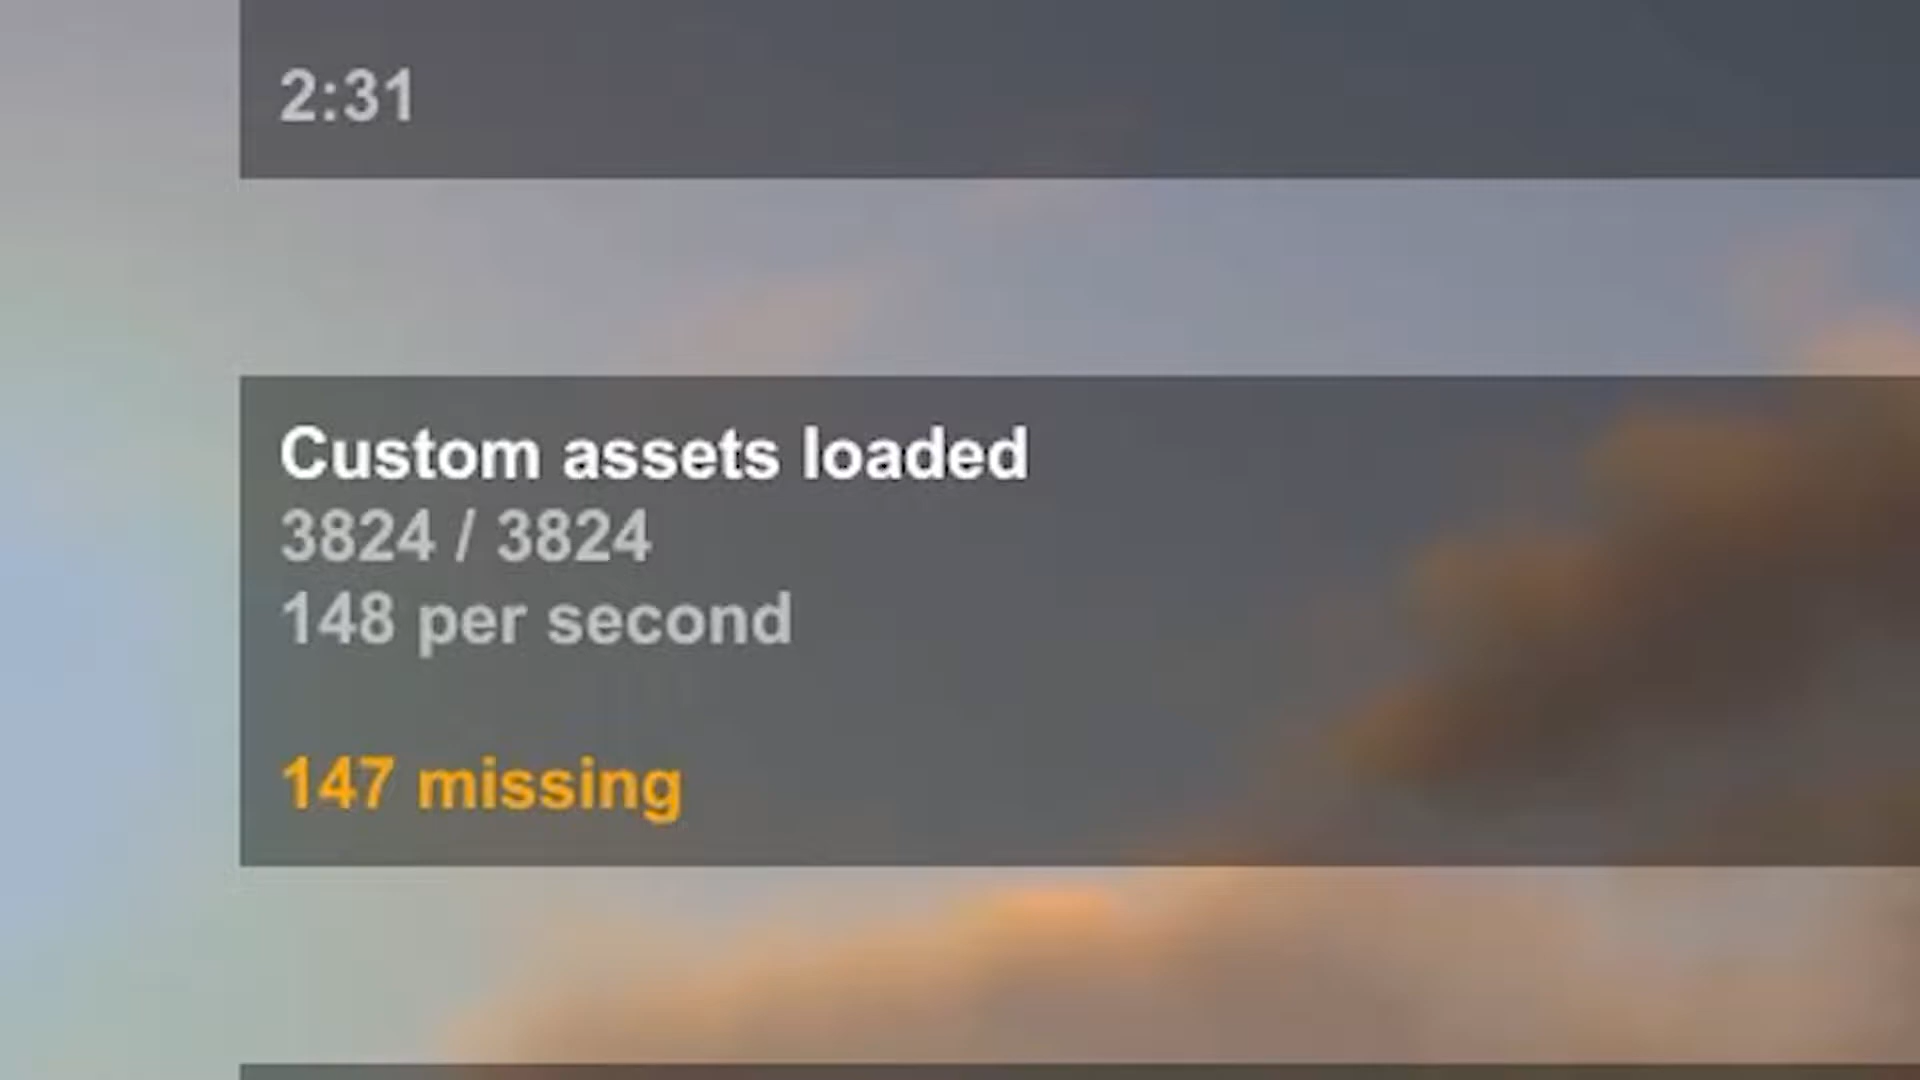 2:31
Custom assets loaded
3824 / 3824
148 per second
147 missing